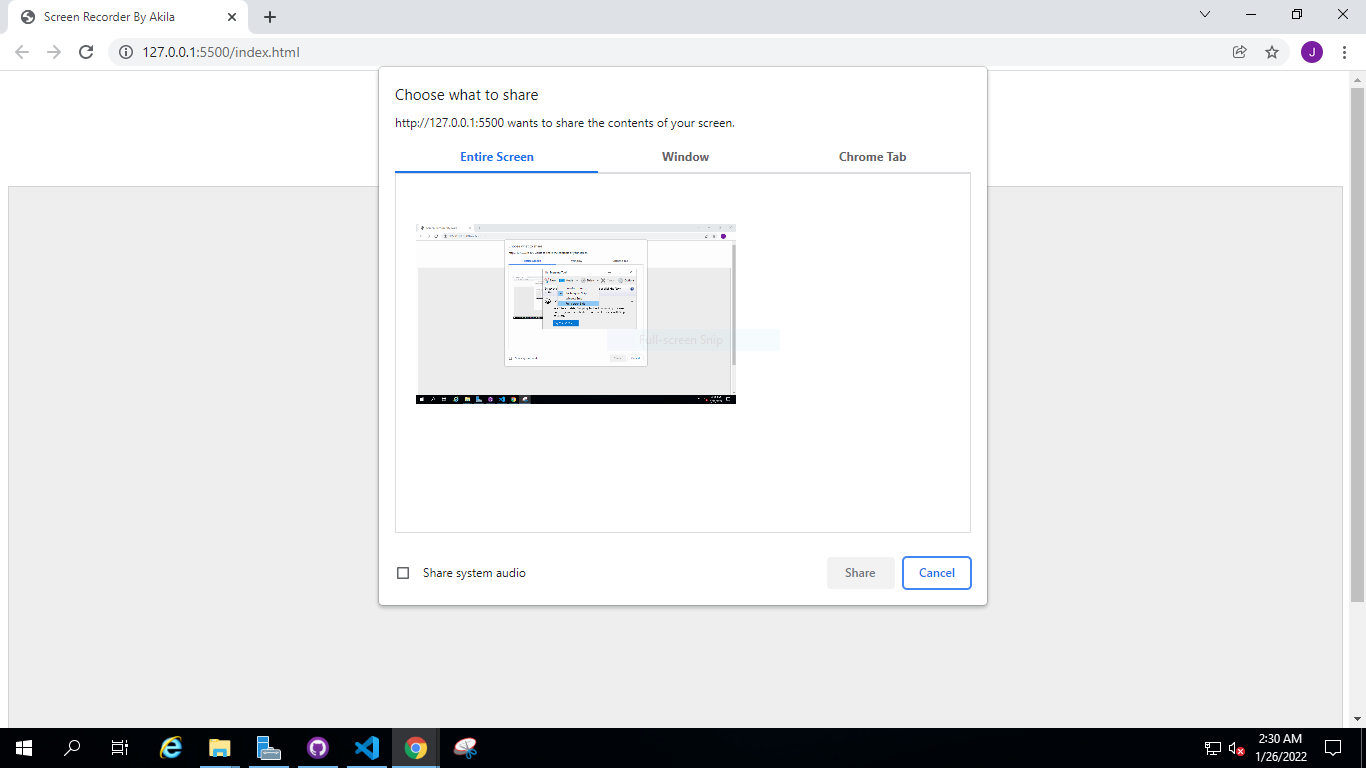 Screen Recorder By Akila
127.0.0.1:5500/index.html
J
Choose what to share
http://127.0.0.1:5500 wants to share the contents of your screen.
Entire Screen
Window
Chrome Tab
Full-screen Snip
Share system audio
Share
Cancel
2:30 AM
1/26/2022